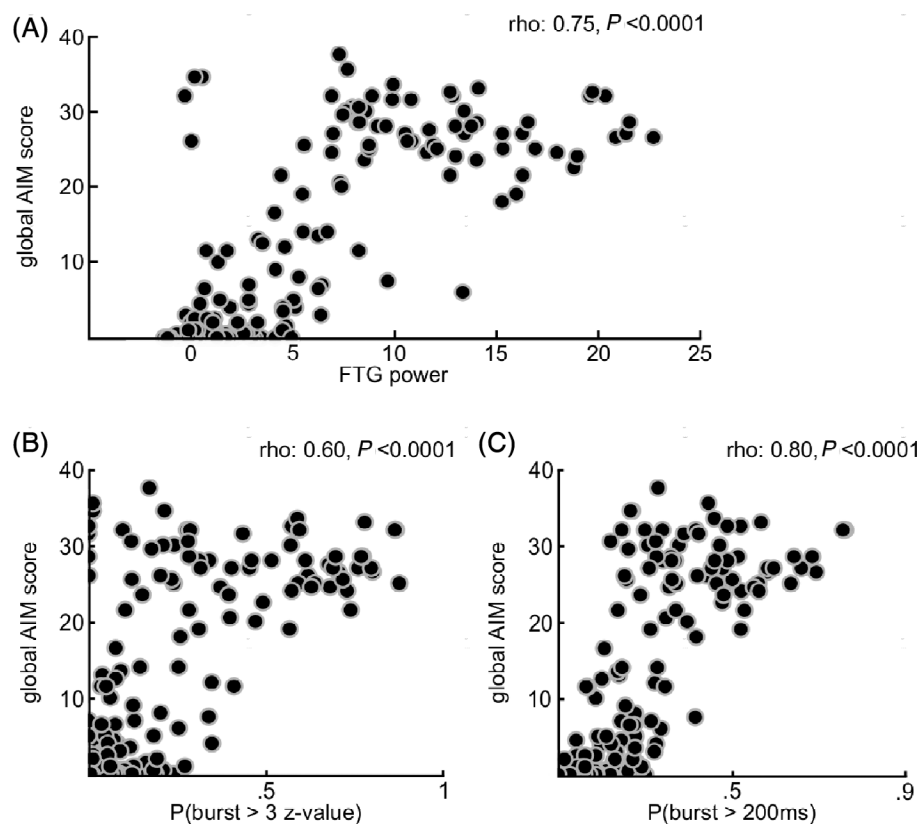 (A)
rho: 0.75, P <0.0001
40
30
20
10
global AIM score
0
5
10
15
20
25
FTG power
(B)
rho: 0.60, P <0.0001
40
30
20
10
global AIM score
.5
1
P(burst > 3 z-value)
(C)
rho: 0.80, P <0.0001
40
30
20
10
global AIM score
.5
.9
P(burst > 200ms)